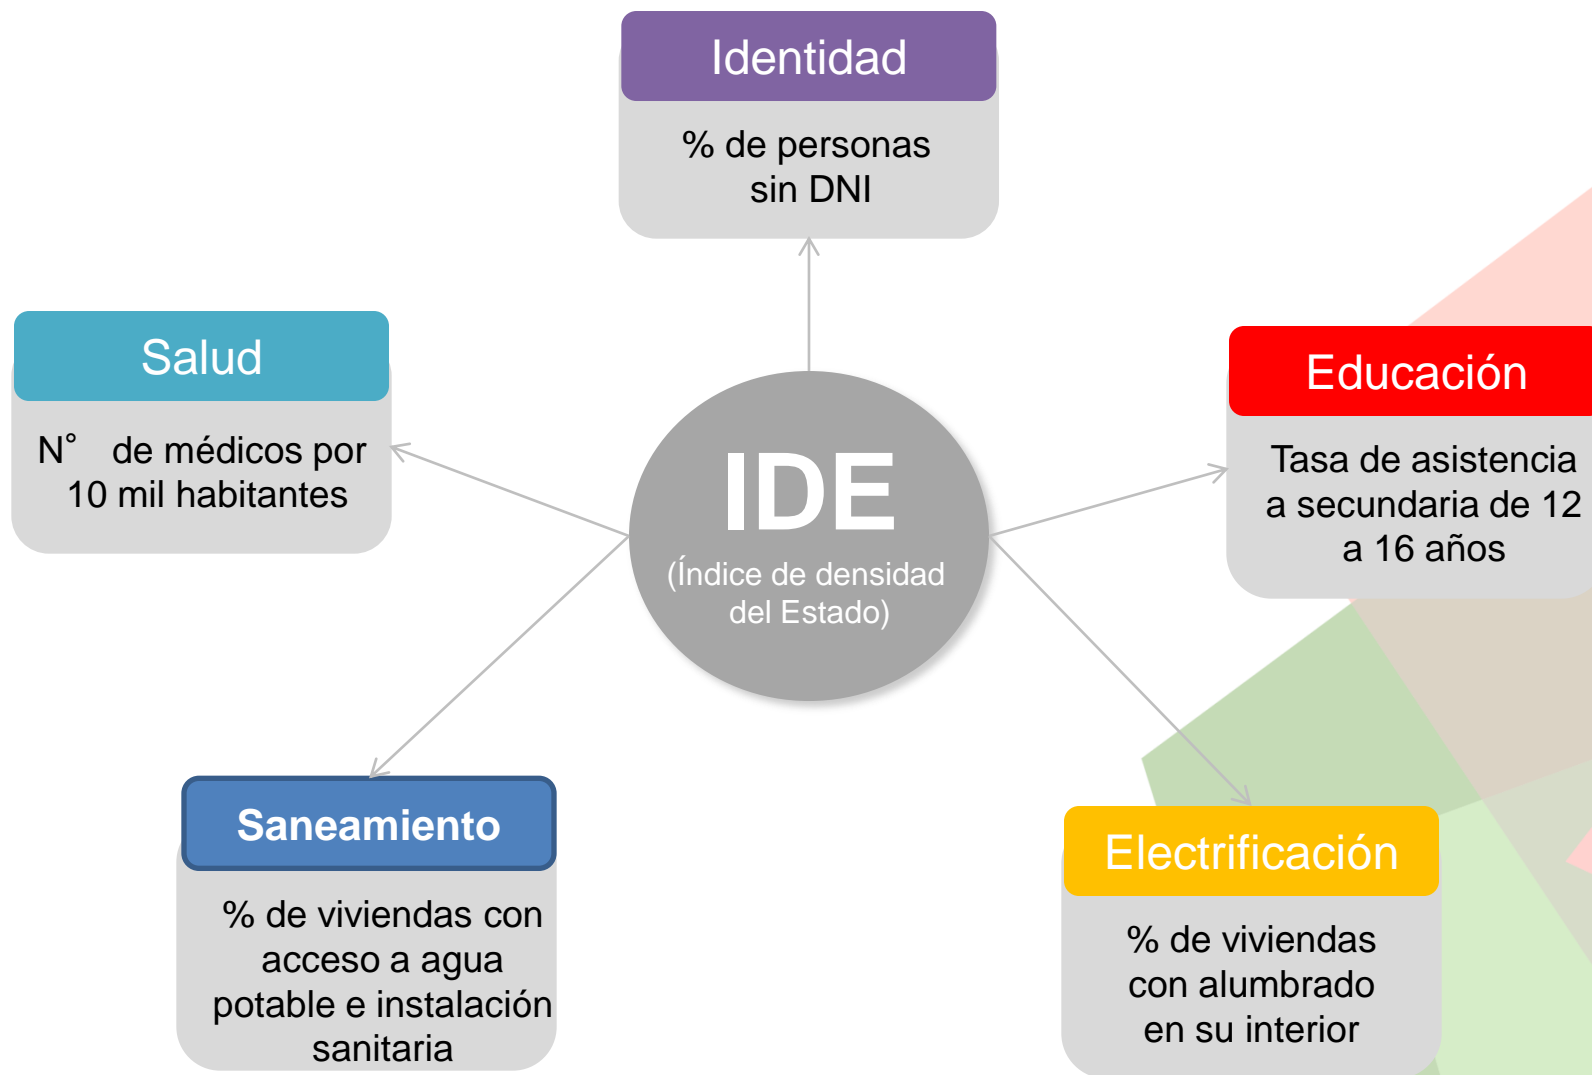 Identidad
% de personas
sin DNI
Salud
N° de médicos por
10 mil habitantes
Educación
Tasa de asistencia
a secundaria de 12
a 16 años
IDE
(Índice de densidad
del Estado)
Saneamiento
% de viviendas con
acceso a agua
potable e instalación
sanitaria
Electrificación
% de viviendas
con alumbrado
en su interior